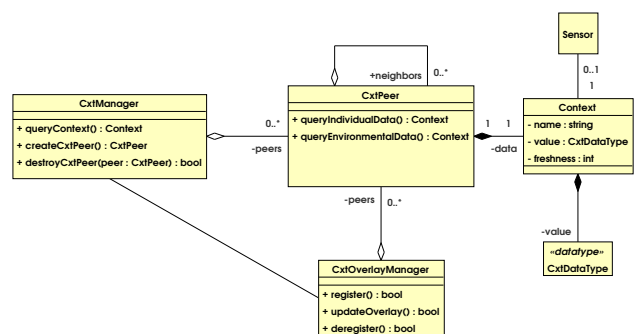 Sensor
0..1
1
+neighbors
0..*
CxtPeer
+ queryIndividualData() : Context
+ queryEnvironmentalData() : Context
CxtManager
+ queryContext() : Context
+ createCxtPeer() : CxtPeer
+ destroyCxtPeer(peer : CxtPeer) : bool
0..*
-peers
1
1
-data
Context
- name : string
- value : CxtDataType
- freshness : int
-peers
0..*
-value
«datatype»
CxtDataType
CxtOverlayManager
+ register() : bool
+ updateOverlay() : bool
+ deregister() : bool